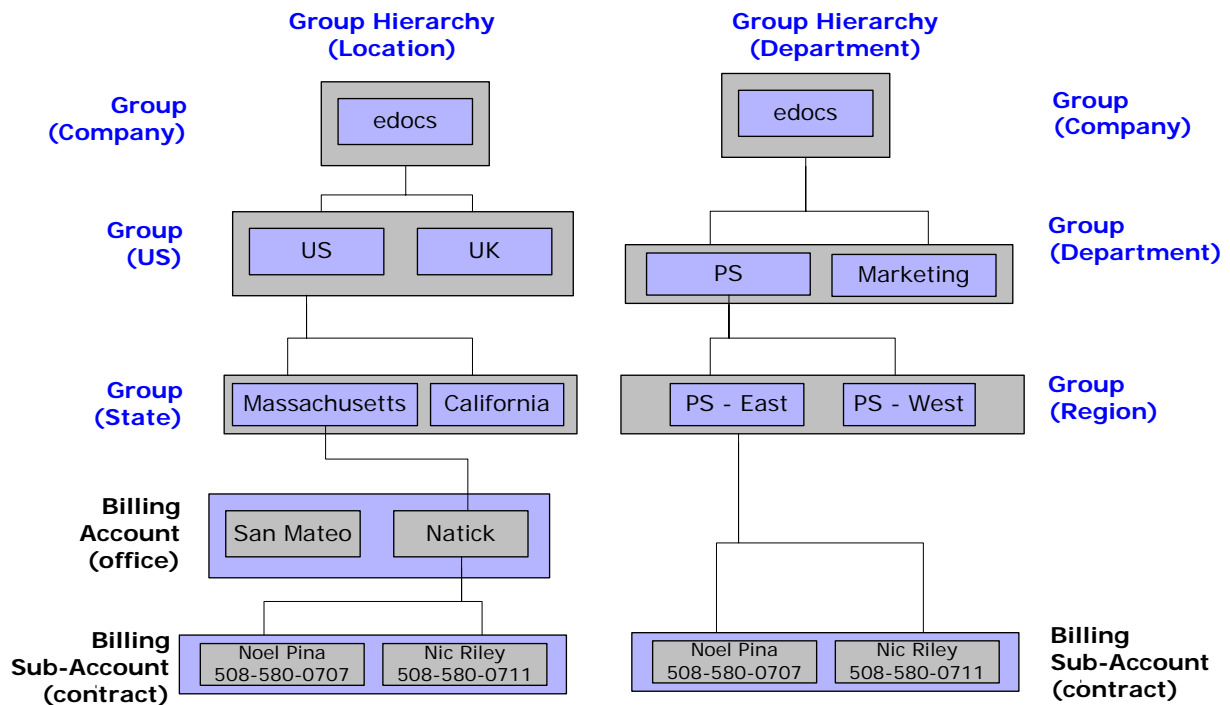 Group Hierarchy
(Location)
Group
(Company)
edocs
Group
(US)
US
UK
Group
(State)
Massachusetts
California
Billing
Account
(office)
San Mateo
Natick
Billing
Sub-Account
(contract)
Noel Pina
508-580-0707
Nic Riley
508-580-0711
Group Hierarchy
(Department)
edocs
Group
(Company)
PS
Marketing
Group
(Department)
PS - East
PS - West
Group
(Region)
Noel Pina
508-580-0707
Nic Riley
508-580-0711
Billing
Sub-Account
(contract)